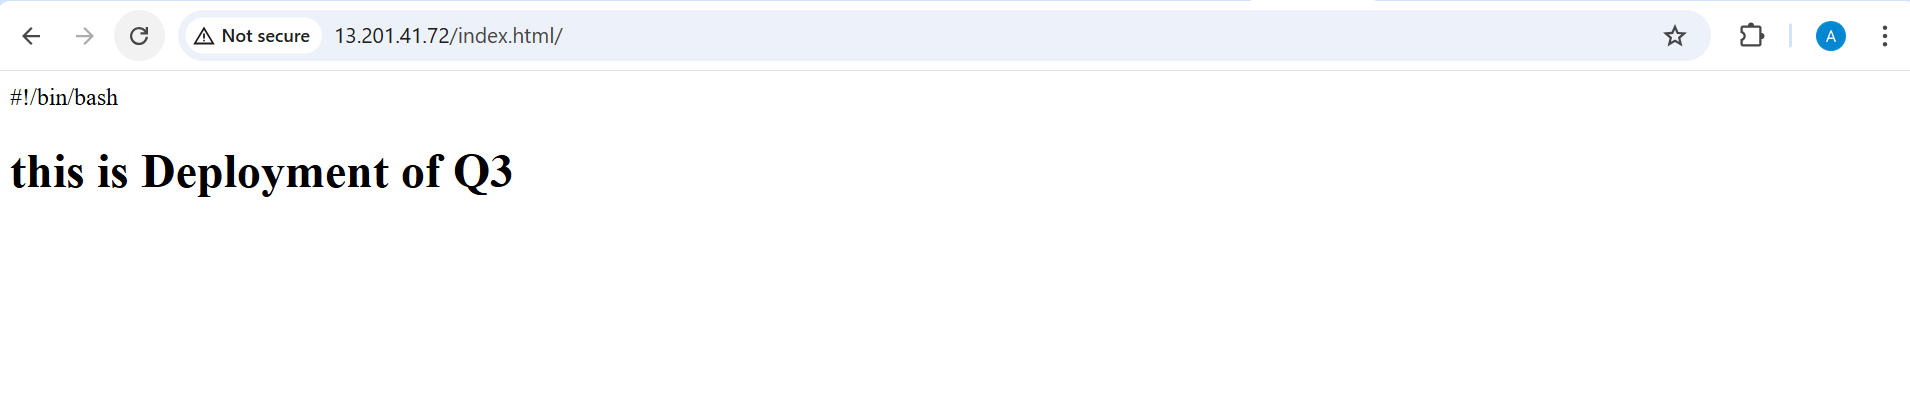 Not secure 13.201.41.72/index.html/ A
#!/bin/bash
this is Deployment of Q3